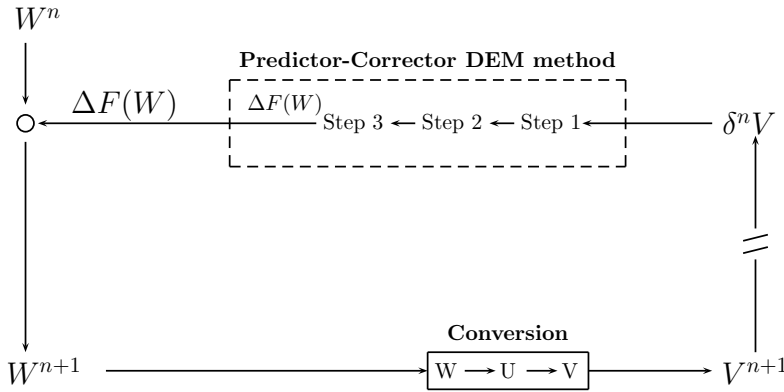 W^n
Predictor-Corrector DEM method
ΔF(W) ΔF(W) Step 3 Step 2 Step 1 δ^nV
Conversion
W^{n+1} W U V V^{n+1}